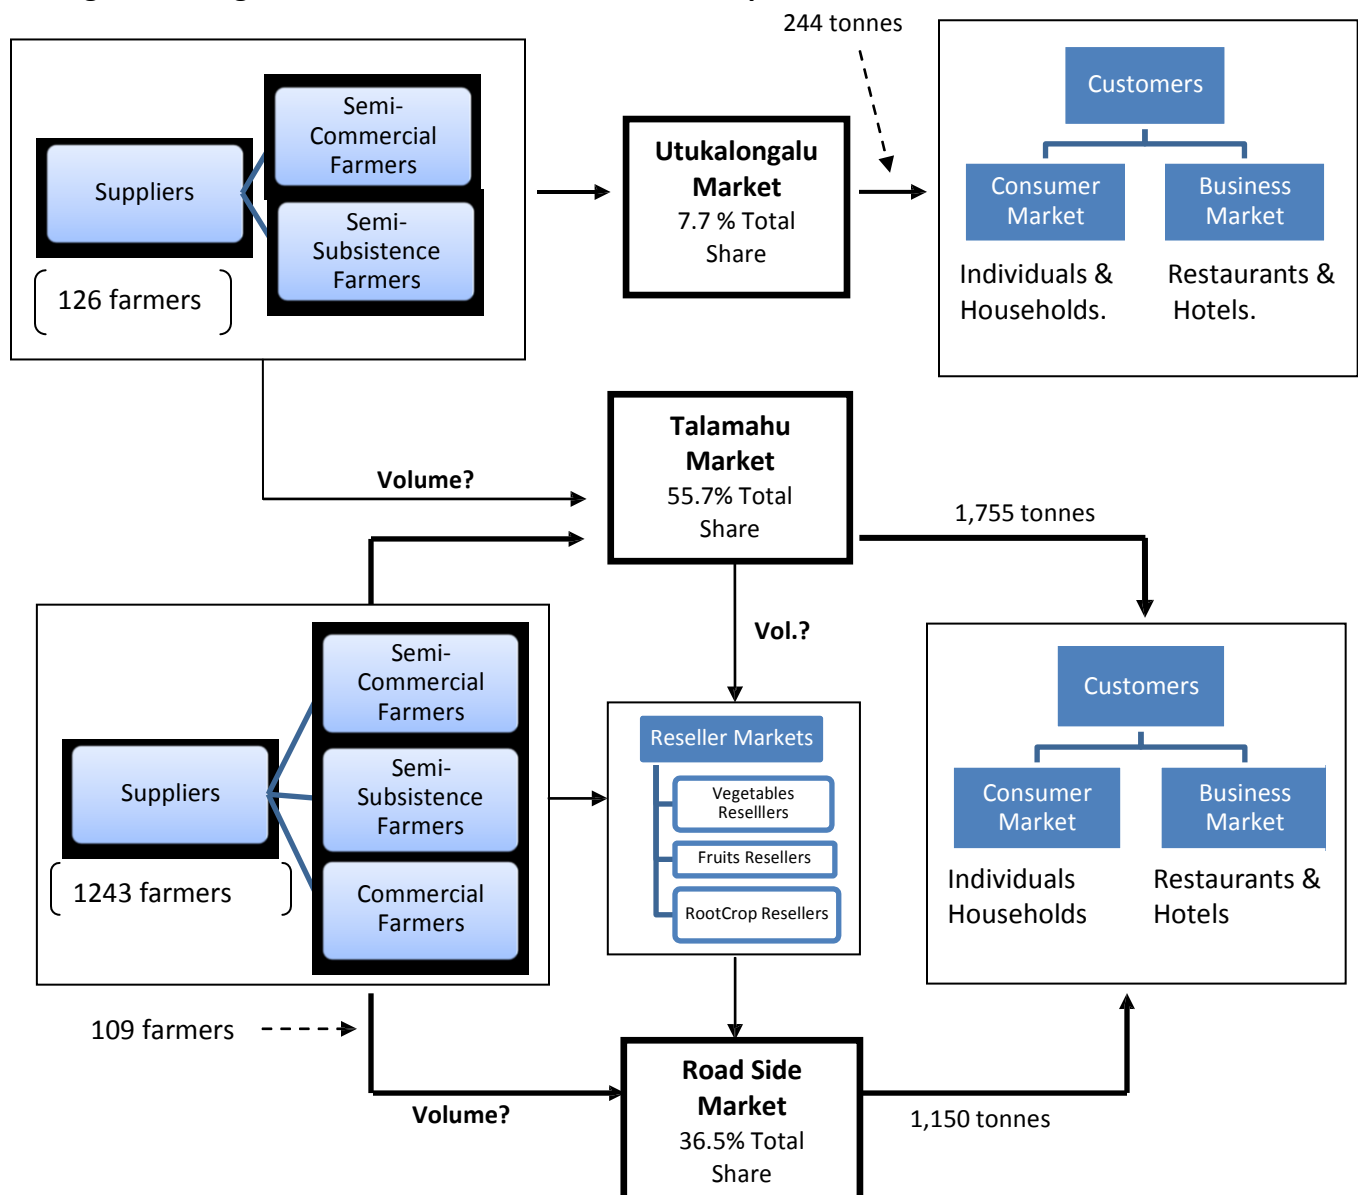 244 tonnes
Suppliers
Semi-
Commercial
Farmers
Semi-
Subsistence
Farmers
126 farmers
Utukalongalu
Market
7.7 % Total
Share
Customers
Consumer
Market
Business
Market
Individuals &
Households.
Restaurants &
Hotels.
Volume?
Talamahu
Market
55.7% Total
Share
1,755 tonnes
Vol.?
Suppliers
Semi-
Commercial
Farmers
Semi-
Subsistence
Farmers
Commercial
Farmers
1243 farmers
Reseller Markets
Vegetables
Reselllers
Fruits Resellers
RootCrop Resellers
Customers
Consumer
Market
Business
Market
Individuals
Households
Restaurants &
Hotels
109 farmers
Volume?
Road Side
Market
36.5% Total
Share
1,150 tonnes